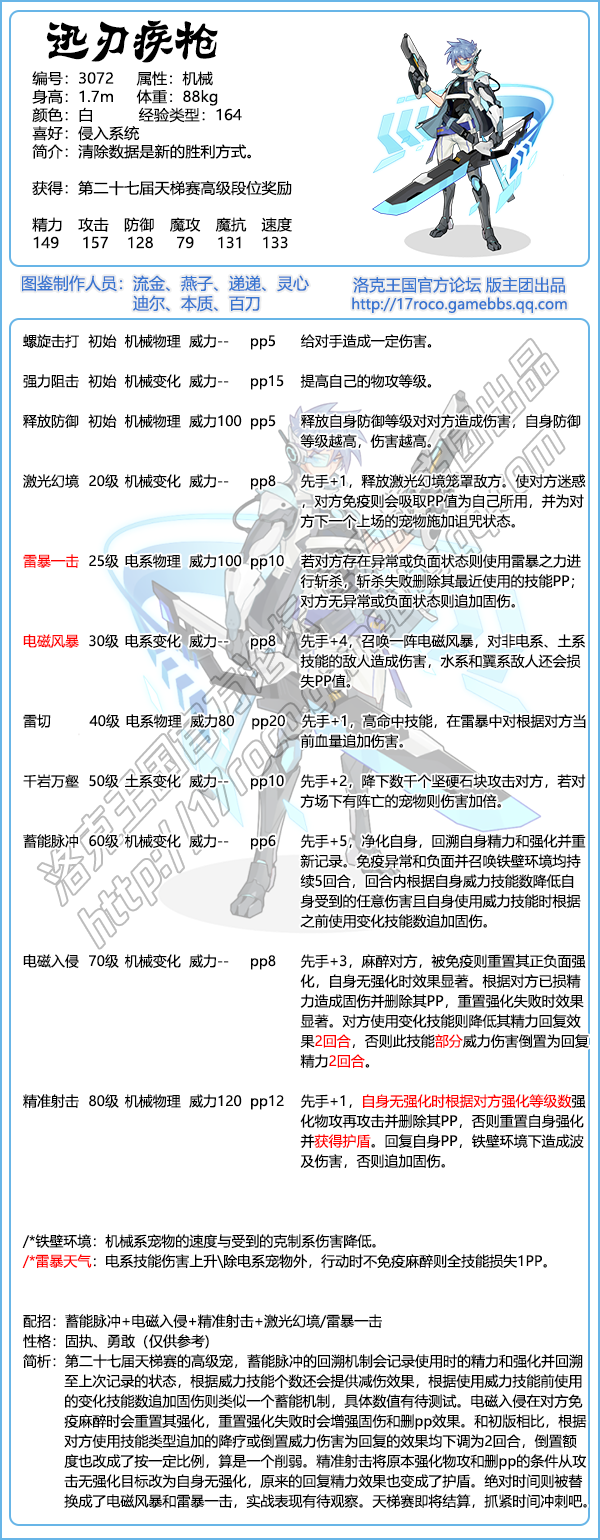 迅刃疾枪
编号：3072 属性：机械
身高：1.7m 体重：88kg
颜色：白 经验类型：164
喜好：侵入系统
简介：清除数据是新的胜利方式。
获得：第二十七届天梯赛高级段位奖励
精力 攻击 防御 魔攻 魔抗 速度
149 157 128 79 131 133
图鉴制作人员：流金、燕子、递递、灵心
迪尔、本质、百刀
洛克王国官方论坛 版主团出品
http://17roco.gamebbs.qq.com
螺旋击打 初始 机械物理 威力-- pp5 给对手造成一定伤害。
强力阻击 初始 机械变化 威力-- pp15 提高自己的物攻等级。
释放防御 初始 机械物理 威力100 pp5 释放自身防御等级对对方造成伤害，自身防御
等级越高，伤害越高。
激光幻境 20级 机械变化 威力-- pp8 先手+1，释放激光幻境笼罩敌方。使对方迷惑
，对方免疫则会吸取PP值为自己所用，并为对
方下一个上场的宠物施加诅咒状态。
雷暴一击 25级 电系物理 威力100 pp10 若对方存在异常或负面状态则使用雷暴之力进
行斩杀，斩杀失败删除其最近使用的技能PP；
对方无异常或负面状态则追加固伤。
电磁风暴 30级 电系变化 威力-- pp8 先手+4，召唤一阵电磁风暴，对非电系、土系
技能的敌人造成伤害，水系和翼系敌人还会损
失PP值。
雷切 40级 电系物理 威力80 pp20 先手+1，高命中技能，在雷暴中对根据对方当
前血量追加伤害。
千岩万壑 50级 土系变化 威力-- pp10 先手+2，降下数千个坚硬石块攻击对方，若对
方场下有阵亡的宠物则伤害加倍。
蓄能脉冲 60级 机械变化 威力-- pp6 先手+5，净化自身，回溯自身精力和强化并重
新记录。免疫异常和负面并召唤铁壁环境均持
续5回合，回合内根据自身威力技能数降低自
身受到的任意伤害且自身使用威力技能时根据
之前使用变化技能数追加固伤。
电磁入侵 70级 机械变化 威力-- pp8 先手+3，麻醉对方，被免疫则重置其正负面强
化，自身无强化时效果显著。根据对方已损精
力造成固伤并删除其PP，重置强化失败时效果
显著。对方使用变化技能则降低其精力回复效
果2回合，否则此技能部分威力伤害倒置为回复
精力2回合。
精准射击 80级 机械物理 威力120 pp12 先手+1，自身无强化时根据对方强化等级数强
化物攻再攻击并删除其PP，否则重置自身强化
并获得护盾。回复自身PP，铁壁环境下造成波
及伤害，否则追加固伤。
/*铁壁环境：机械系宠物的速度与受到的克制系伤害降低。
/*雷暴天气：电系技能伤害上升\除电系宠物外，行动时不免疫麻醉则全技能损失1PP。
配招：蓄能脉冲+电磁入侵+精准射击+激光幻境/雷暴一击
性格：固执、勇敢（仅供参考）
简析：第二十七届天梯赛的高级宠，蓄能脉冲的回溯机制会记录使用时的精力和强化并回溯
至上次记录的状态，根据威力技能个数还会提供减伤效果，根据使用威力技能前使用
的变化技能数追加固伤则类似一个蓄能机制，具体数值有待测试。电磁入侵在对方免
疫麻醉时会重置其强化，重置强化失败时会增强固伤和删pp效果。和初版相比，根据
对方使用技能类型追加的降疗或倒置威力伤害为回复的效果均下调为2回合，倒置额
度也改成了按一定比例，算是一个削弱。精准射击将原本强化物攻和删pp的条件从攻
击无强化目标改为自身无强化，原来的回复精力效果也变成了护盾。绝对时间则被替
换成了电磁风暴和雷暴一击，实战表现有待观察。天梯赛即将结算，抓紧时间冲刺吧。
洛克王国官方论坛版主团出品
http://17roco.gamebbs.qq.com